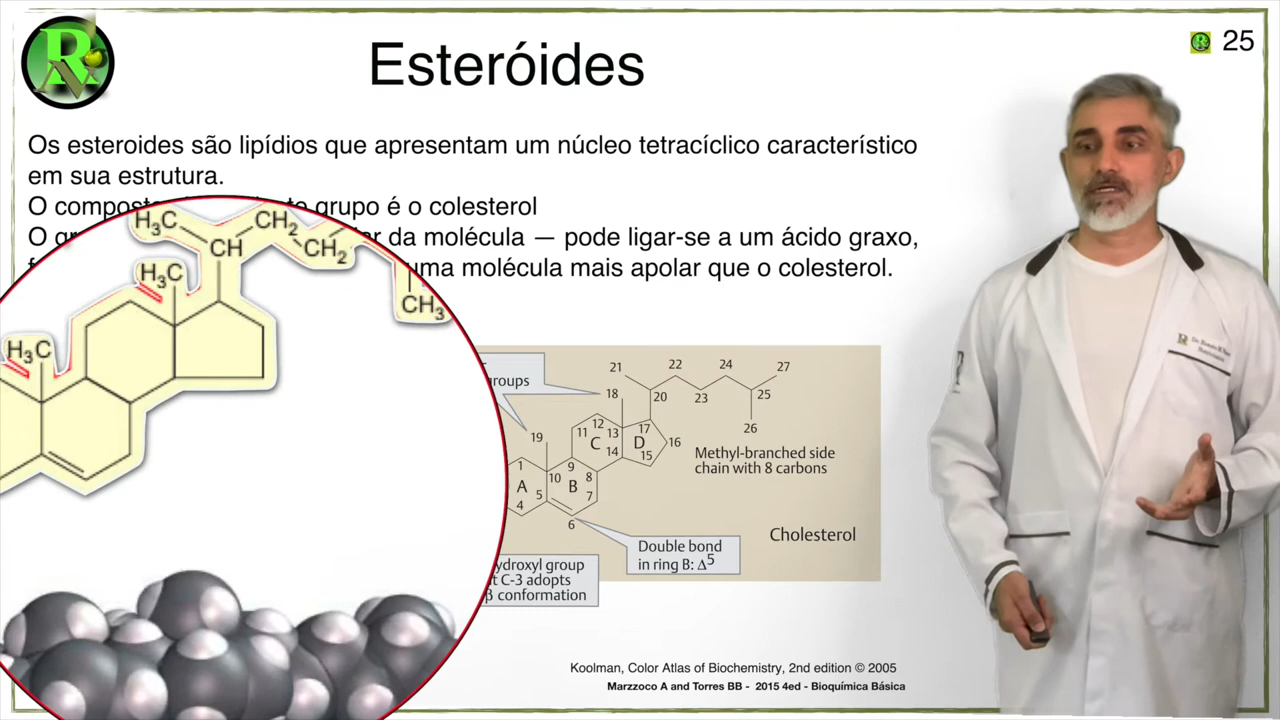 25
Esteróides
Os esteroides são lipídios que apresentam um núcleo tetracíclico característico
em sua estrutura.
O grupo é o colesterol
O da molécula — pode ligar-se a um ácido graxo,
uma molécula mais apolar que o colesterol.
H₃C
CH₂
CH
CH₂
H₃C
CH₃
H₃C
21 22 24 27
18 20 23 25
26
19 11 12 13 17 16
C D
14 15
1 9
10 8
A B
5 7
4
6
Methyl-branched side
chain with 8 carbons
Cholesterol
Double bond
in ring B: Δ⁵
C-3 adopts
β conformation
Koolman, Color Atlas of Biochemistry, 2nd edition © 2005
Marzzoco A and Torres BB - 2015 4ed - Bioquímica Básica